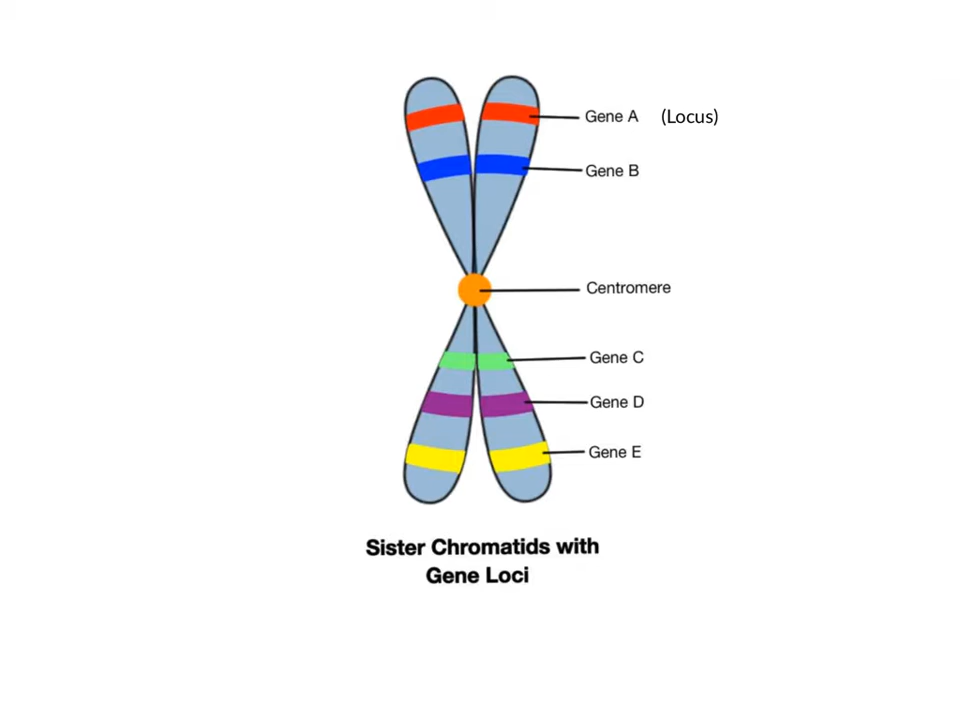 Gene A (Locus)
Gene B
Centromere
Gene C
Gene D
Gene E
Sister Chromatids with
Gene Loci